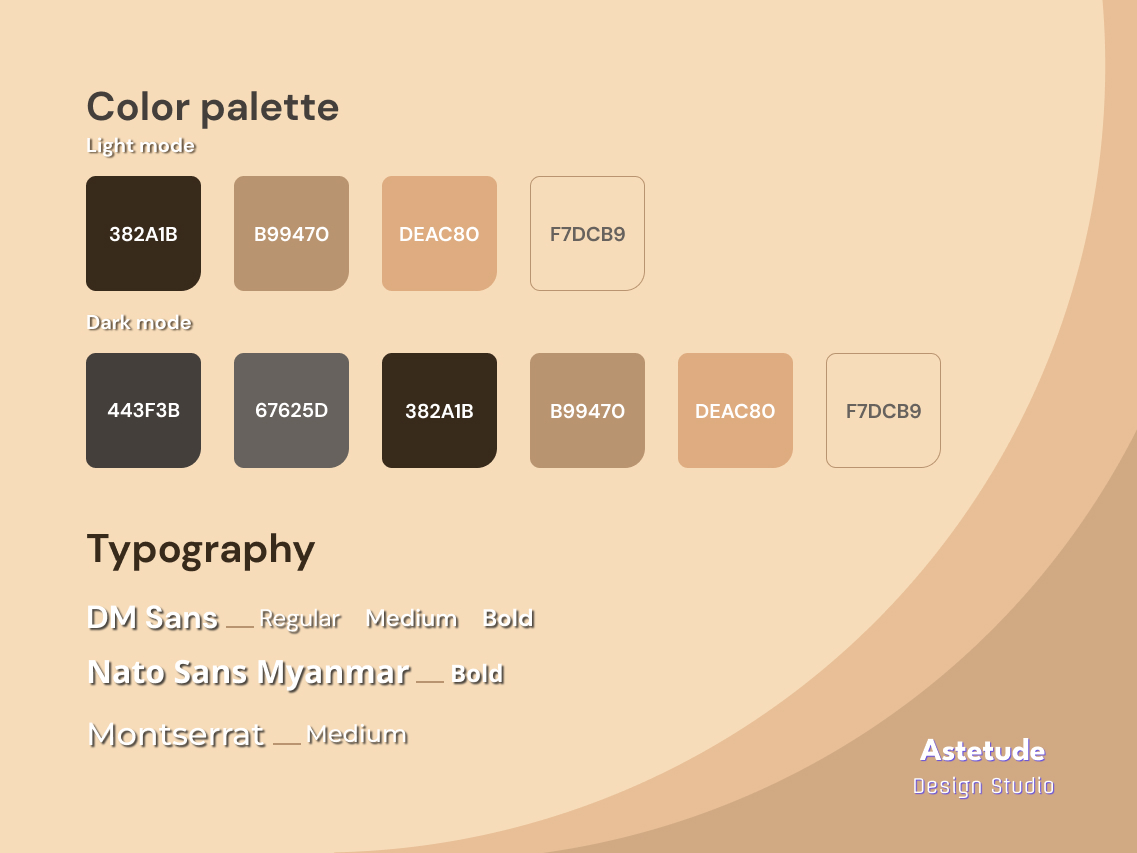 Color palette
Light mode
382A1B B99470 DEAC80 F7DCB9
Dark mode
443F3B 67625D 382A1B B99470 DEAC80 F7DCB9
Typography
DM Sans Regular Medium Bold
Nato Sans Myanmar Bold
Montserrat Medium
Astetude
Design Studio